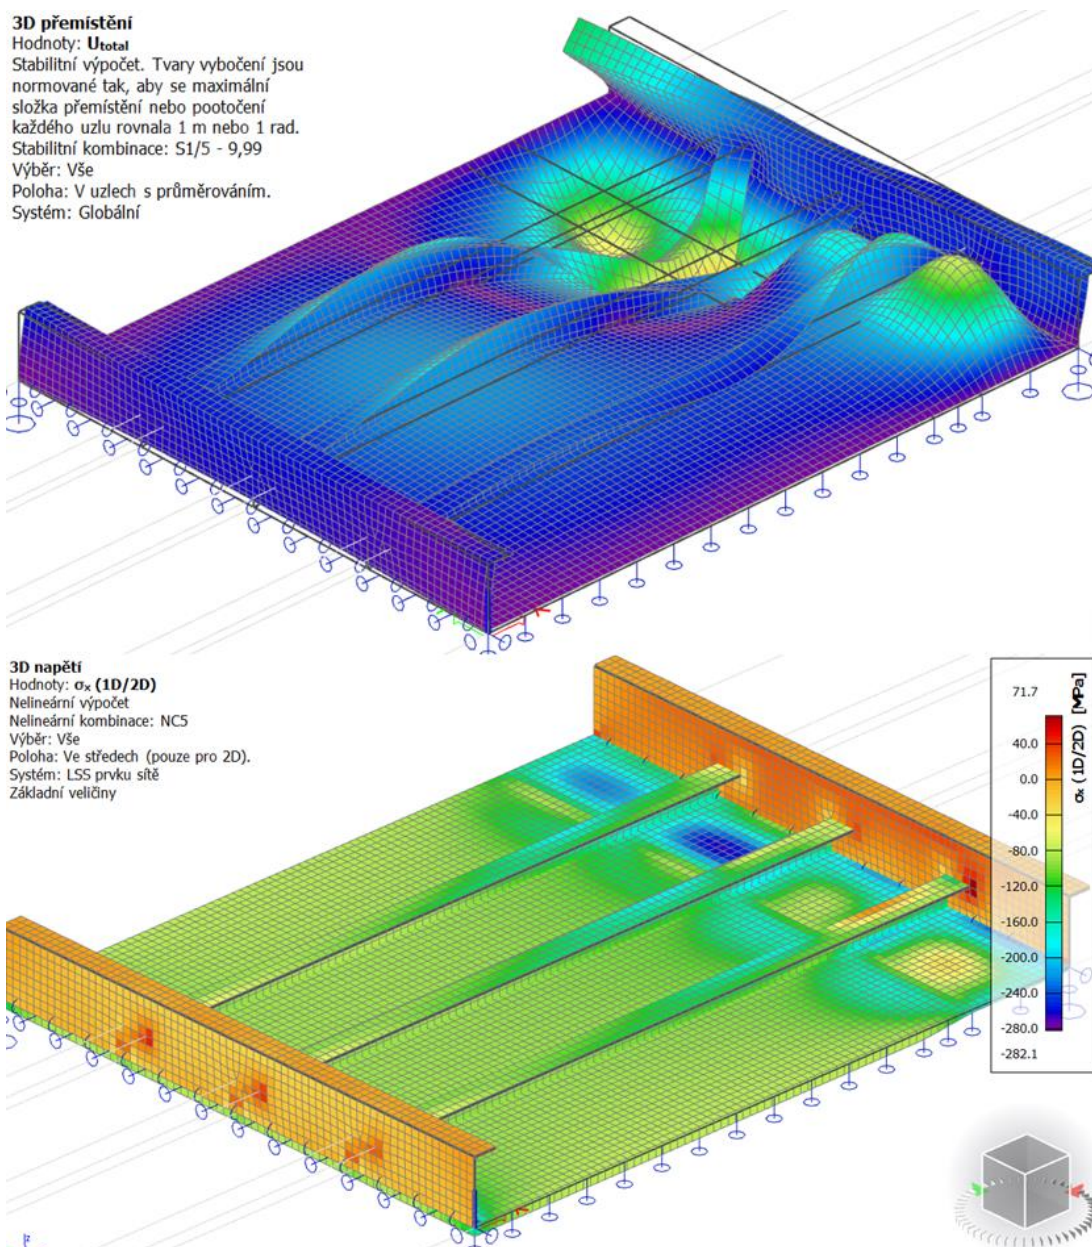 3D přemístění
Hodnoty: Utotal
Stabilitní výpočet. Tvary vybočení jsou
normované tak, aby se maximální
složka přemístění nebo pootočení
každého uzlu rovnala 1 m nebo 1 rad.
Stabilitní kombinace: S1/5 - 9,99
Výběr: Vše
Poloha: V uzlech s průměrováním.
Systém: Globální
3D napětí
Hodnoty: σx (1D/2D)
Nelineární výpočet
Nelineární kombinace: NC5
Výběr: Vše
Poloha: Ve středech (pouze pro 2D).
Systém: LSS prvku sítě
Základní veličiny
71.7
40.0
0.0
-40.0
-80.0
-120.0
-160.0
-200.0
-240.0
-280.0
-282.1
σx (1D/2D) [MPa]